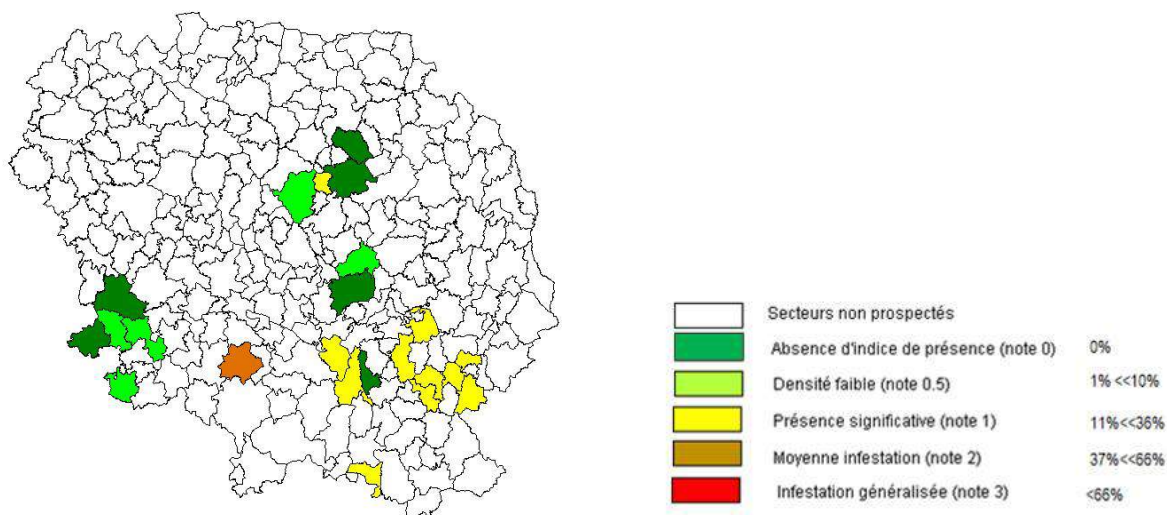 Secteurs non prospectés
Absence d'indice de présence (note 0) 0%
Densité faible (note 0.5) 1% <<10%
Présence significative (note 1) 11%<<36%
Moyenne infestation (note 2) 37%<<66%
Infestation généralisée (note 3) <66%